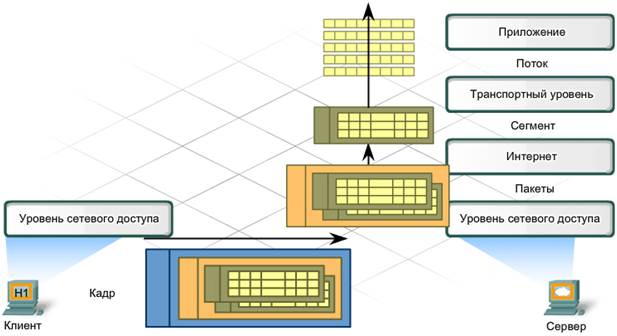 Приложение
Поток
Транспортный уровень
Сегмент
Интернет
Пакеты
Уровень сетевого доступа
Уровень сетевого доступа
H1
Кадр
Клиент
Сервер